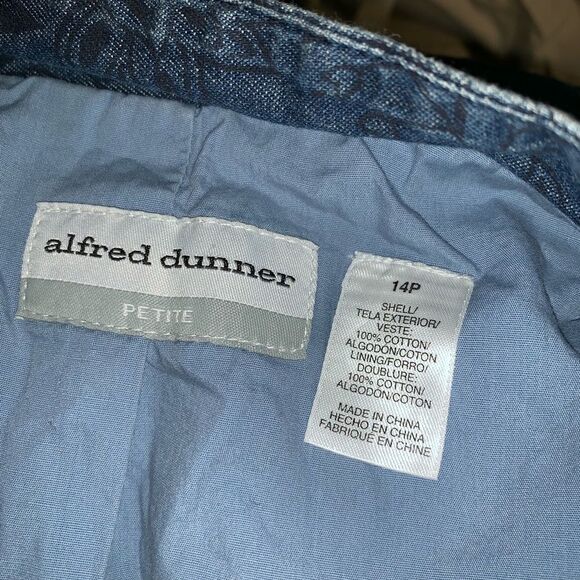 alfred dunner
PETITE
14P
SHELL/
TELA EXTERIOR/
VESTE:
100% COTTON/
ALGODÓN/COTON
LINING/FORRO/
DOUBLURE:
100% COTTON/
ALGODÓN/COTON
MADE IN CHINA
HECHO EN CHINA
FABRIQUÉ EN CHINE